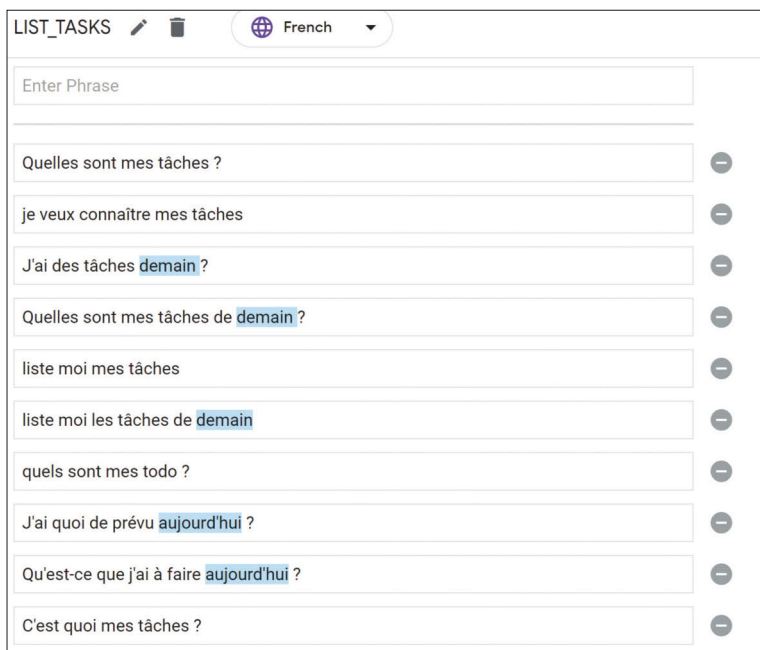 LIST_TASKS French
Enter Phrase
Quelles sont mes tâches ?
je veux connaître mes tâches
J'ai des tâches demain ?
Quelles sont mes tâches de demain ?
liste moi mes tâches
liste moi les tâches de demain
quels sont mes todo ?
J'ai quoi de prévu aujourd'hui ?
Qu'est-ce que j'ai à faire aujourd'hui ?
C'est quoi mes tâches ?